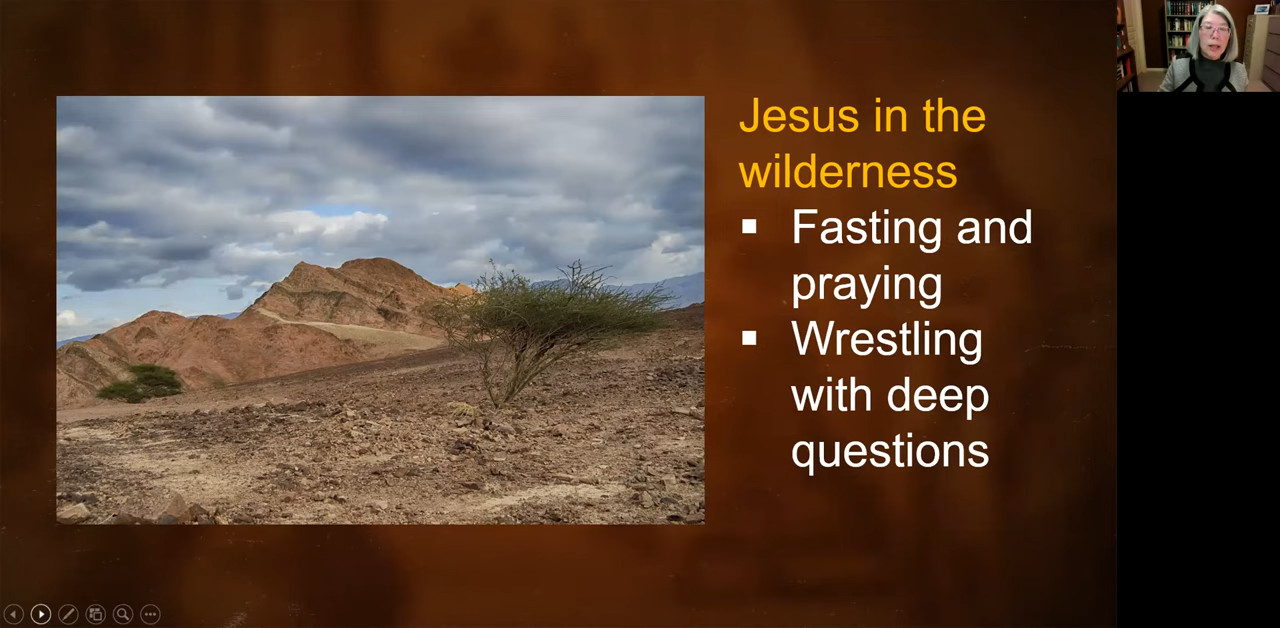 Jesus in the
wilderness
▪ Fasting and
praying
▪ Wrestling
with deep
questions